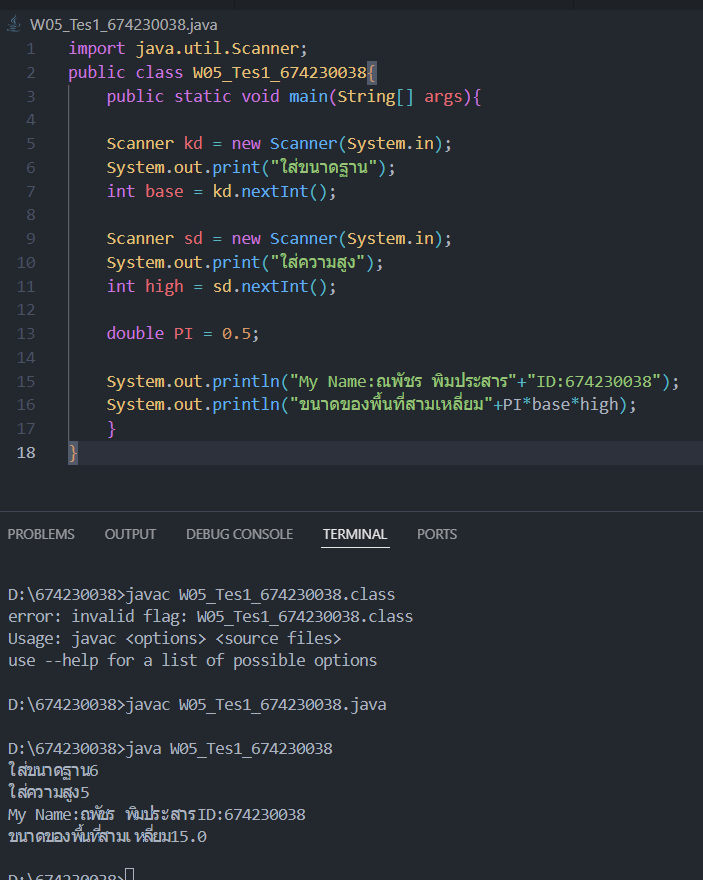 W05_Tes1_674230038.java
1 import java.util.Scanner;
2 public class W05_Tes1_674230038{
3 public static void main(String[] args){
4
5 Scanner kd = new Scanner(System.in);
6 System.out.print("ใส่ขนาดฐาน");
7 int base = kd.nextInt();
8
9 Scanner sd = new Scanner(System.in);
10 System.out.print("ใส่ความสูง");
11 int high = sd.nextInt();
12
13 double PI = 0.5;
14
15 System.out.println("My Name:ณพัชร พิมประสาร"+"ID:674230038");
16 System.out.println("ขนาดของพื้นที่สามเหลี่ยม"+PI*base*high);
17 }
18 }
PROBLEMS OUTPUT DEBUG CONSOLE TERMINAL PORTS
D:\674230038>javac W05_Tes1_674230038.class
error: invalid flag: W05_Tes1_674230038.class
Usage: javac <options> <source files>
use --help for a list of possible options
D:\674230038>javac W05_Tes1_674230038.java
D:\674230038>java W05_Tes1_674230038
ใส่ขนาดฐาน6
ใส่ความสูง5
My Name:ณพัชร พิมประสารID:674230038
ขนาดของพื้นที่สามเหลี่ยม15.0
D:\674230038>